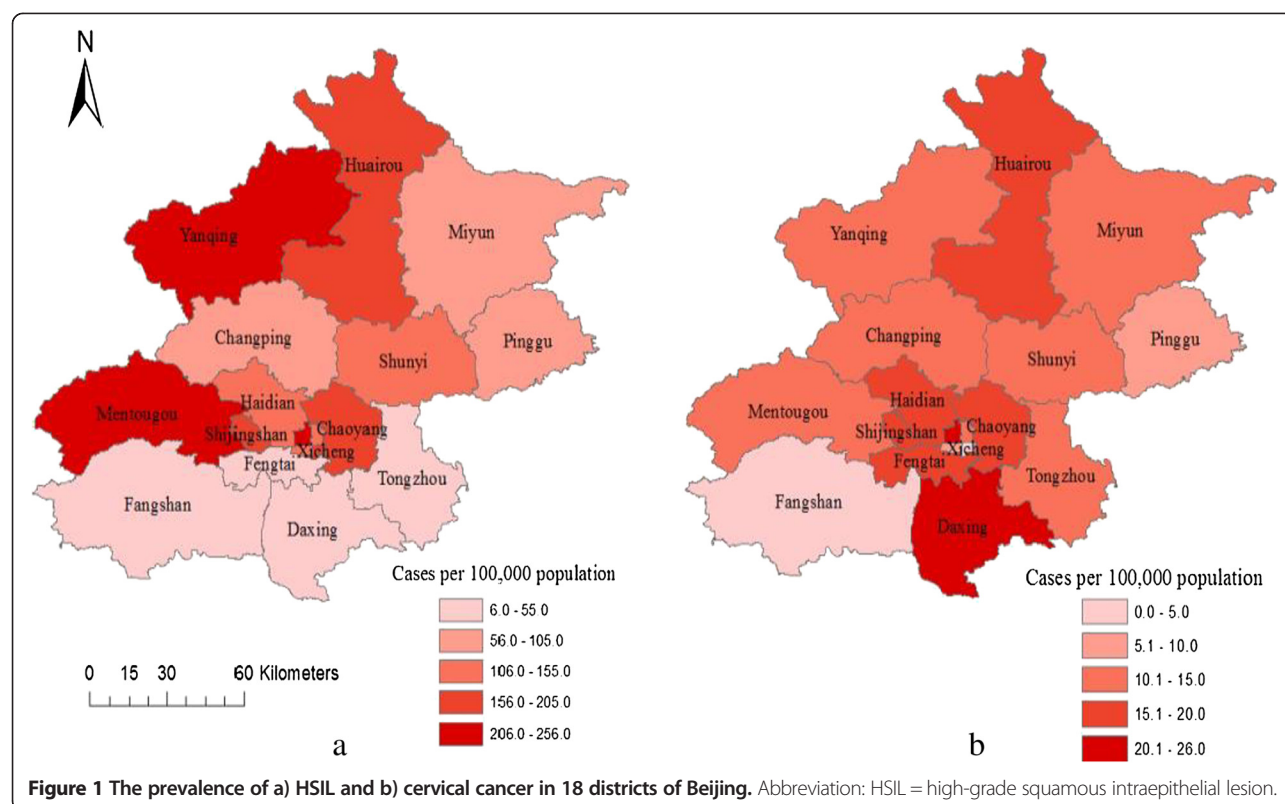 N
Huairou
Yanqing
Miyun
Changping
Shunyi
Pinggu
Mentougou
Haidian
Shijingshan
Chaoyang
Xicheng
Fengtai
Tongzhou
Fangshan
Daxing
Cases per 100,000 population
6.0 - 55.0
56.0 - 105.0
106.0 - 155.0
156.0 - 205.0
206.0 - 256.0
0 15 30 60 Kilometers
a
Huairou
Yanqing
Miyun
Changping
Shunyi
Pinggu
Mentougou
Haidian
Shijingshan
Chaoyang
Xicheng
Fengtai
Tongzhou
Fangshan
Daxing
Cases per 100,000 population
0.0 - 5.0
5.1 - 10.0
10.1 - 15.0
15.1 - 20.0
20.1 - 26.0
b
Figure 1 The prevalence of a) HSIL and b) cervical cancer in 18 districts of Beijing. Abbreviation: HSIL = high-grade squamous intraepithelial lesion.